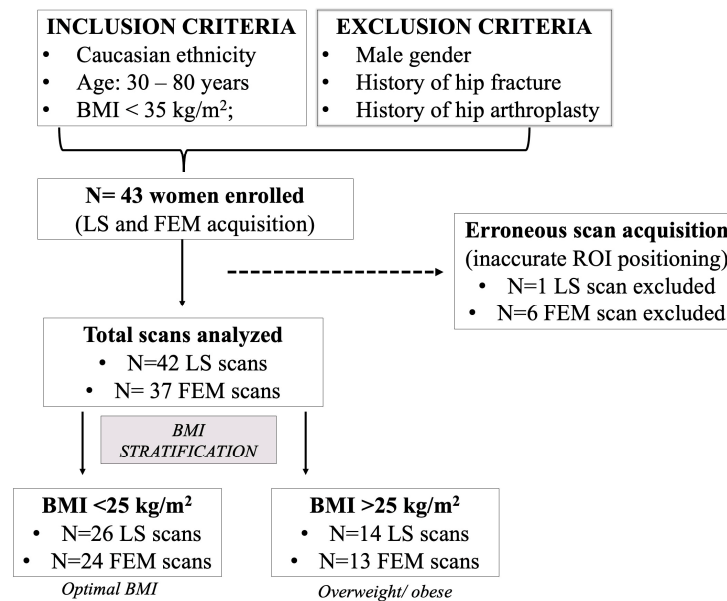 INCLUSION CRITERIA
• Caucasian ethnicity
• Age: 30 – 80 years
• BMI < 35 kg/m²;
EXCLUSION CRITERIA
• Male gender
• History of hip fracture
• History of hip arthroplasty
N= 43 women enrolled
(LS and FEM acquisition)
Erroneous scan acquisition
(inaccurate ROI positioning)
• N=1 LS scan excluded
• N=6 FEM scan excluded
Total scans analyzed
• N=42 LS scans
• N= 37 FEM scans
BMI
STRATIFICATION
BMI <25 kg/m²
• N=26 LS scans
• N=24 FEM scans
Optimal BMI
BMI >25 kg/m²
• N=14 LS scans
• N=13 FEM scans
Overweight/ obese